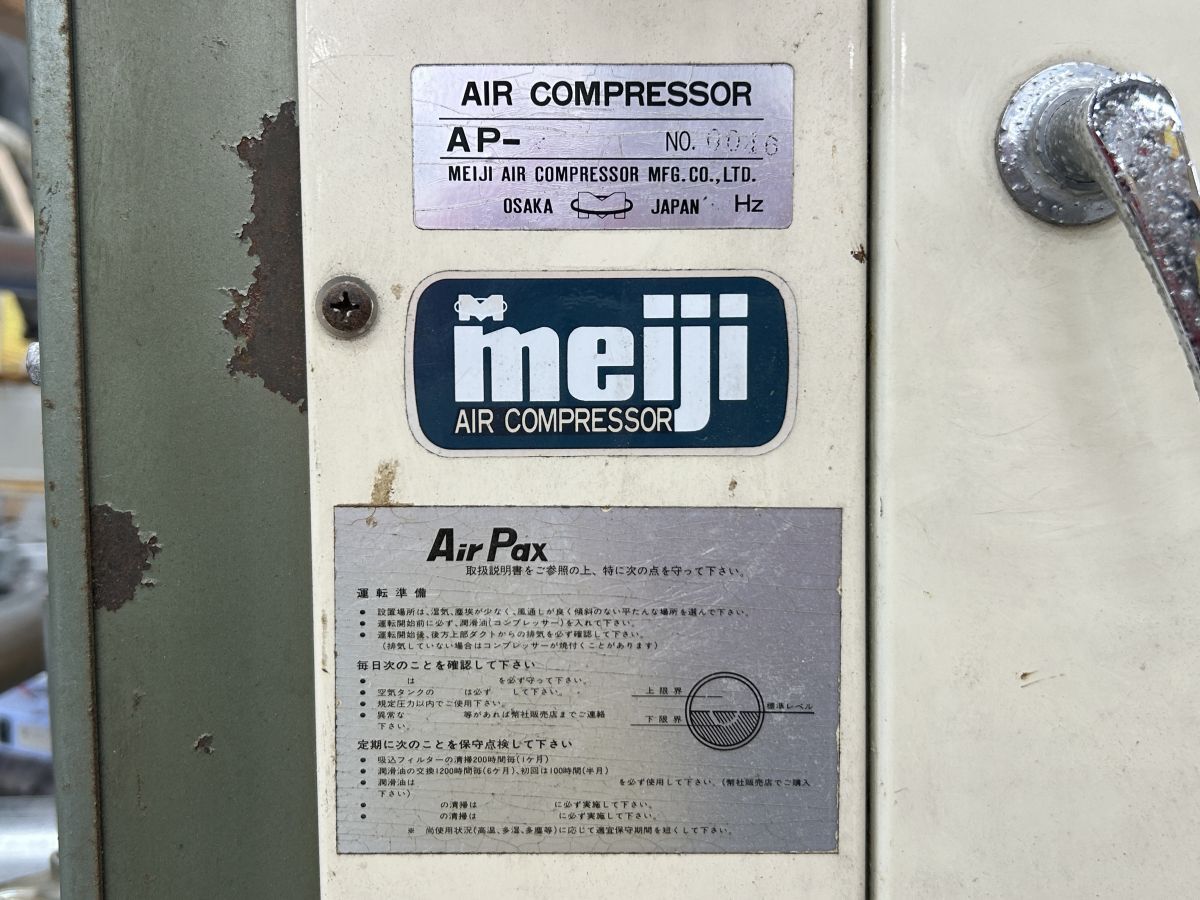 AIR COMPRESSOR
AP- NO. 0046
MEIJI AIR COMPRESSOR MFG.CO.,LTD.
OSAKA JAPAN Hz
meiji
AIR COMPRESSOR
Air Pax
取扱説明書をご参照の上、特に次の点を守って下さい。
運転準備
● 設置場所は、湿気、塵埃が少なく、風通しが良く傾斜のない平たんな場所を選んで下さい。
● 運転開始前に必ず、潤滑油(コンプレッサー)を入れて下さい。
● 運転開始後、後方上部ダクトからの排気を必ず確認して下さい。
(排気していない場合はコンプレッサーが焼付くことがあります)
毎日次のことを確認して下さい
● は を必ず守って下さい。
● 空気タンクの は必ず して下さい。
● 規定圧力以内でご使用下さい。
● 異常な 等があれば弊社販売店までご連絡
下さい。
上限界
標準レベル
下限界
定期に次のことを保守点検して下さい
● 吸込フィルターの清掃200時間毎(1ケ月)
● 潤滑油の交換1200時間毎(6ケ月)、初回は100時間(半月)
● 潤滑油は を必ず使用して下さい。(弊社販売店でご購入
下さい)
● の清掃は に必ず実施して下さい。
● の清掃は に必ず実施して下さい。
※ 尚使用状況(高温、多湿、多塵等)に応じて適宜保守期間を短くして下さい。